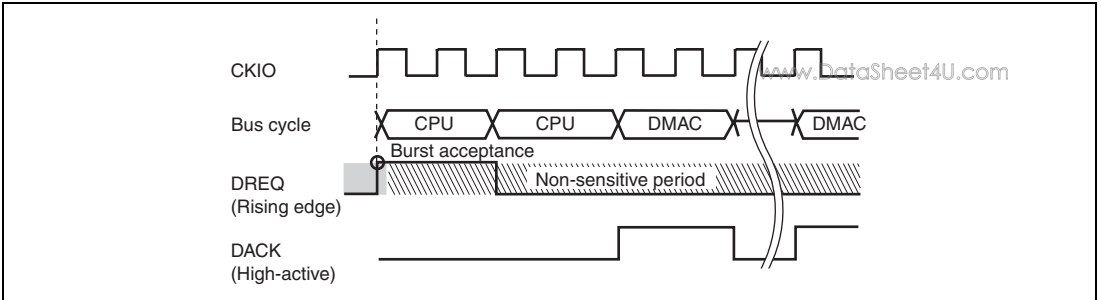 CKIO
www.DataSheet4U.com
Bus cycle
CPU
CPU
DMAC
DMAC
Burst acceptance
DREQ
(Rising edge)
Non-sensitive period
DACK
(High-active)